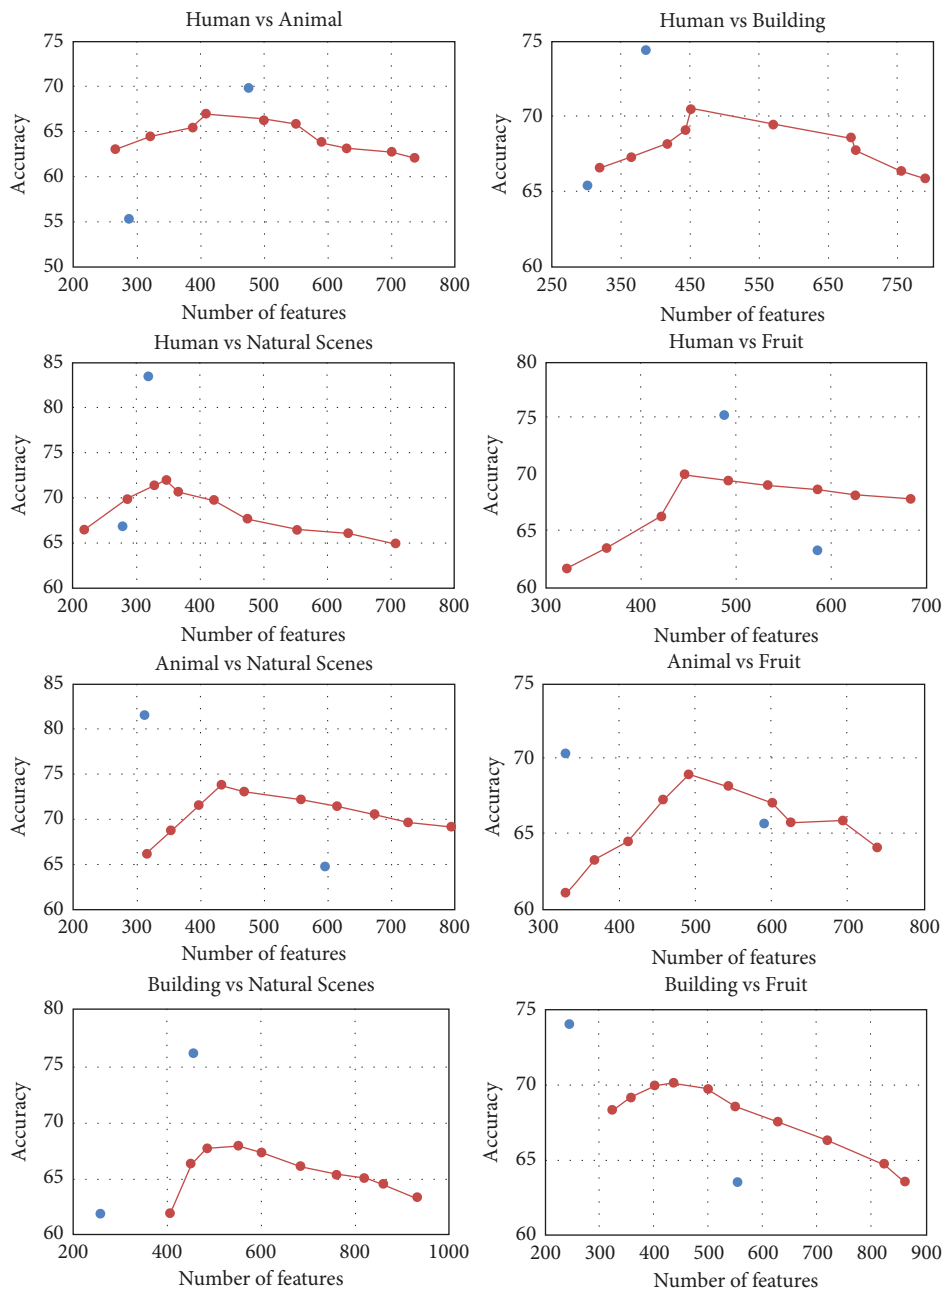 Human vs Animal
Accuracy
75
70
65
60
55
50
200 300 400 500 600 700 800
Number of features
Human vs Building
Accuracy
75
70
65
60
250 350 450 550 650 750
Number of features
Human vs Natural Scenes
Accuracy
85
80
75
70
65
60
200 300 400 500 600 700 800
Number of features
Human vs Fruit
Accuracy
80
75
70
65
60
300 400 500 600 700
Number of features
Animal vs Natural Scenes
Accuracy
85
80
75
70
65
60
200 300 400 500 600 700 800
Number of features
Animal vs Fruit
Accuracy
75
70
65
60
300 400 500 600 700 800
Number of features
Building vs Natural Scenes
Accuracy
80
75
70
65
60
200 400 600 800 1000
Number of features
Building vs Fruit
Accuracy
75
70
65
60
200 300 400 500 600 700 800 900
Number of features